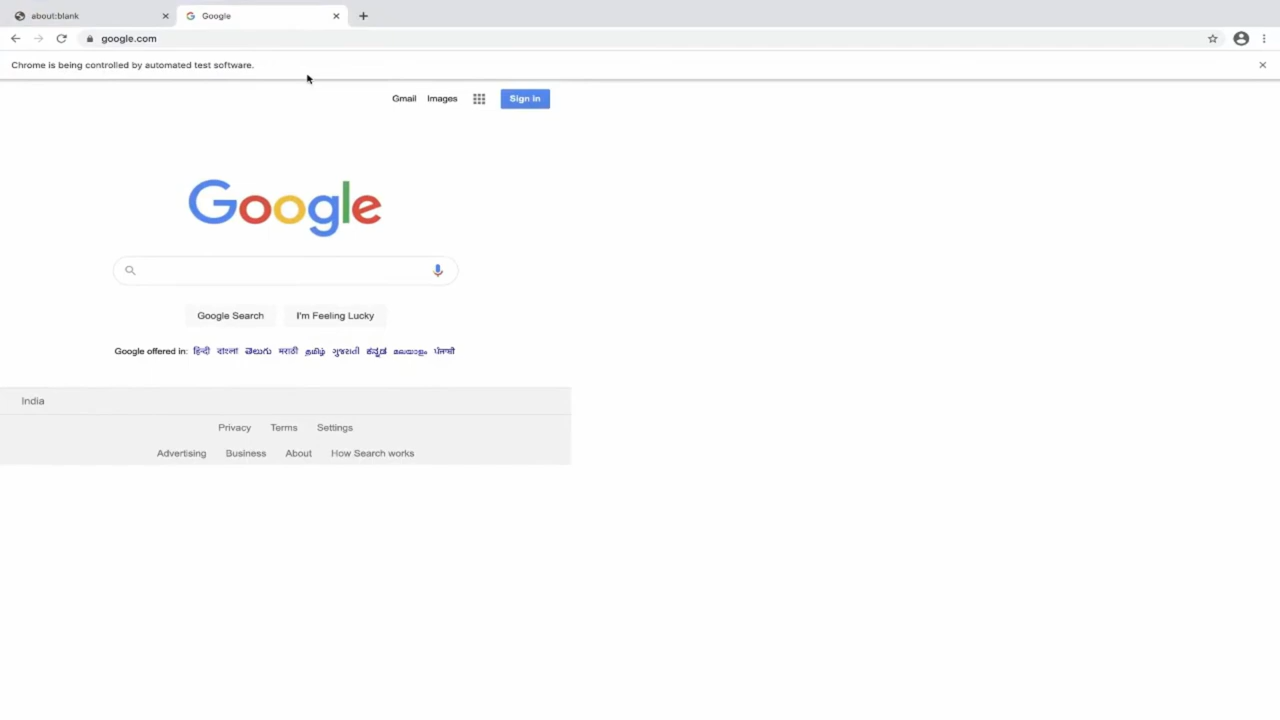 about:blank
Google
google.com
Chrome is being controlled by automated test software.
Gmail Images Sign in
Google
Google Search I'm Feeling Lucky
Google offered in: हिन्दी বাংলা తెలుగు मराठी தமிழ் ગુજરાતી ಕನ್ನಡ മലയാളം ਪੰਜਾਬੀ
India
Privacy Terms Settings
Advertising Business About How Search works